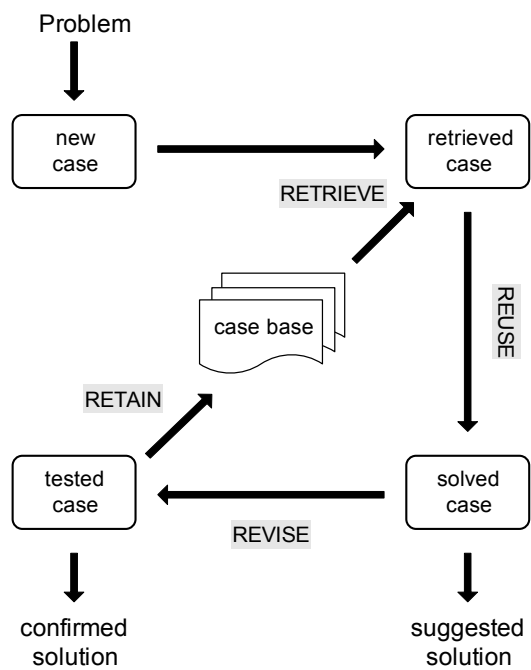 Problem
new
case
retrieved
case
RETRIEVE
case base
REUSE
RETAIN
tested
case
solved
case
REVISE
confirmed
solution
suggested
solution